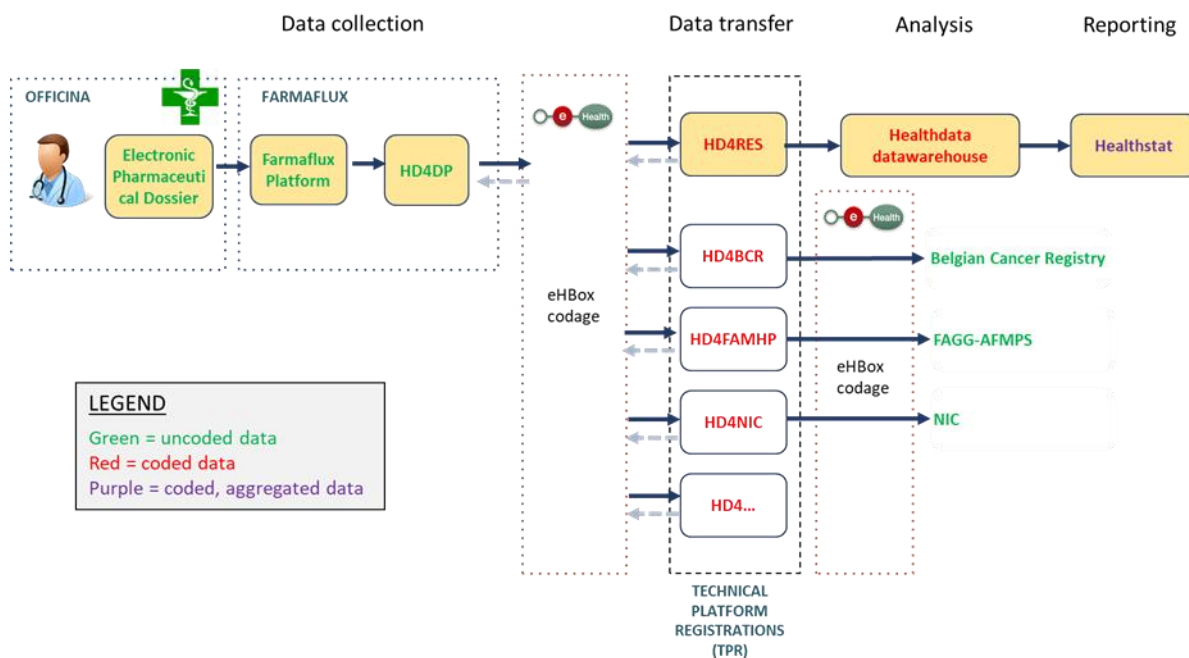 Data collection
Data transfer
Analysis
Reporting
OFFICINA
FARMAFLUX
Electronic
Pharmaceuti
cal Dossier
Farmaflux
Platform
HD4DP
e Health
HD4RES
Healthdata
datawarehouse
Healthstat
e Health
HD4BCR
Belgian Cancer Registry
eHBox
codage
HD4FAMHP
FAGG-AFMPS
eHBox
codage
HD4NIC
NIC
HD4...
LEGEND
Green = uncoded data
Red = coded data
Purple = coded, aggregated data
TECHNICAL
PLATFORM
REGISTRATIONS
(TPR)